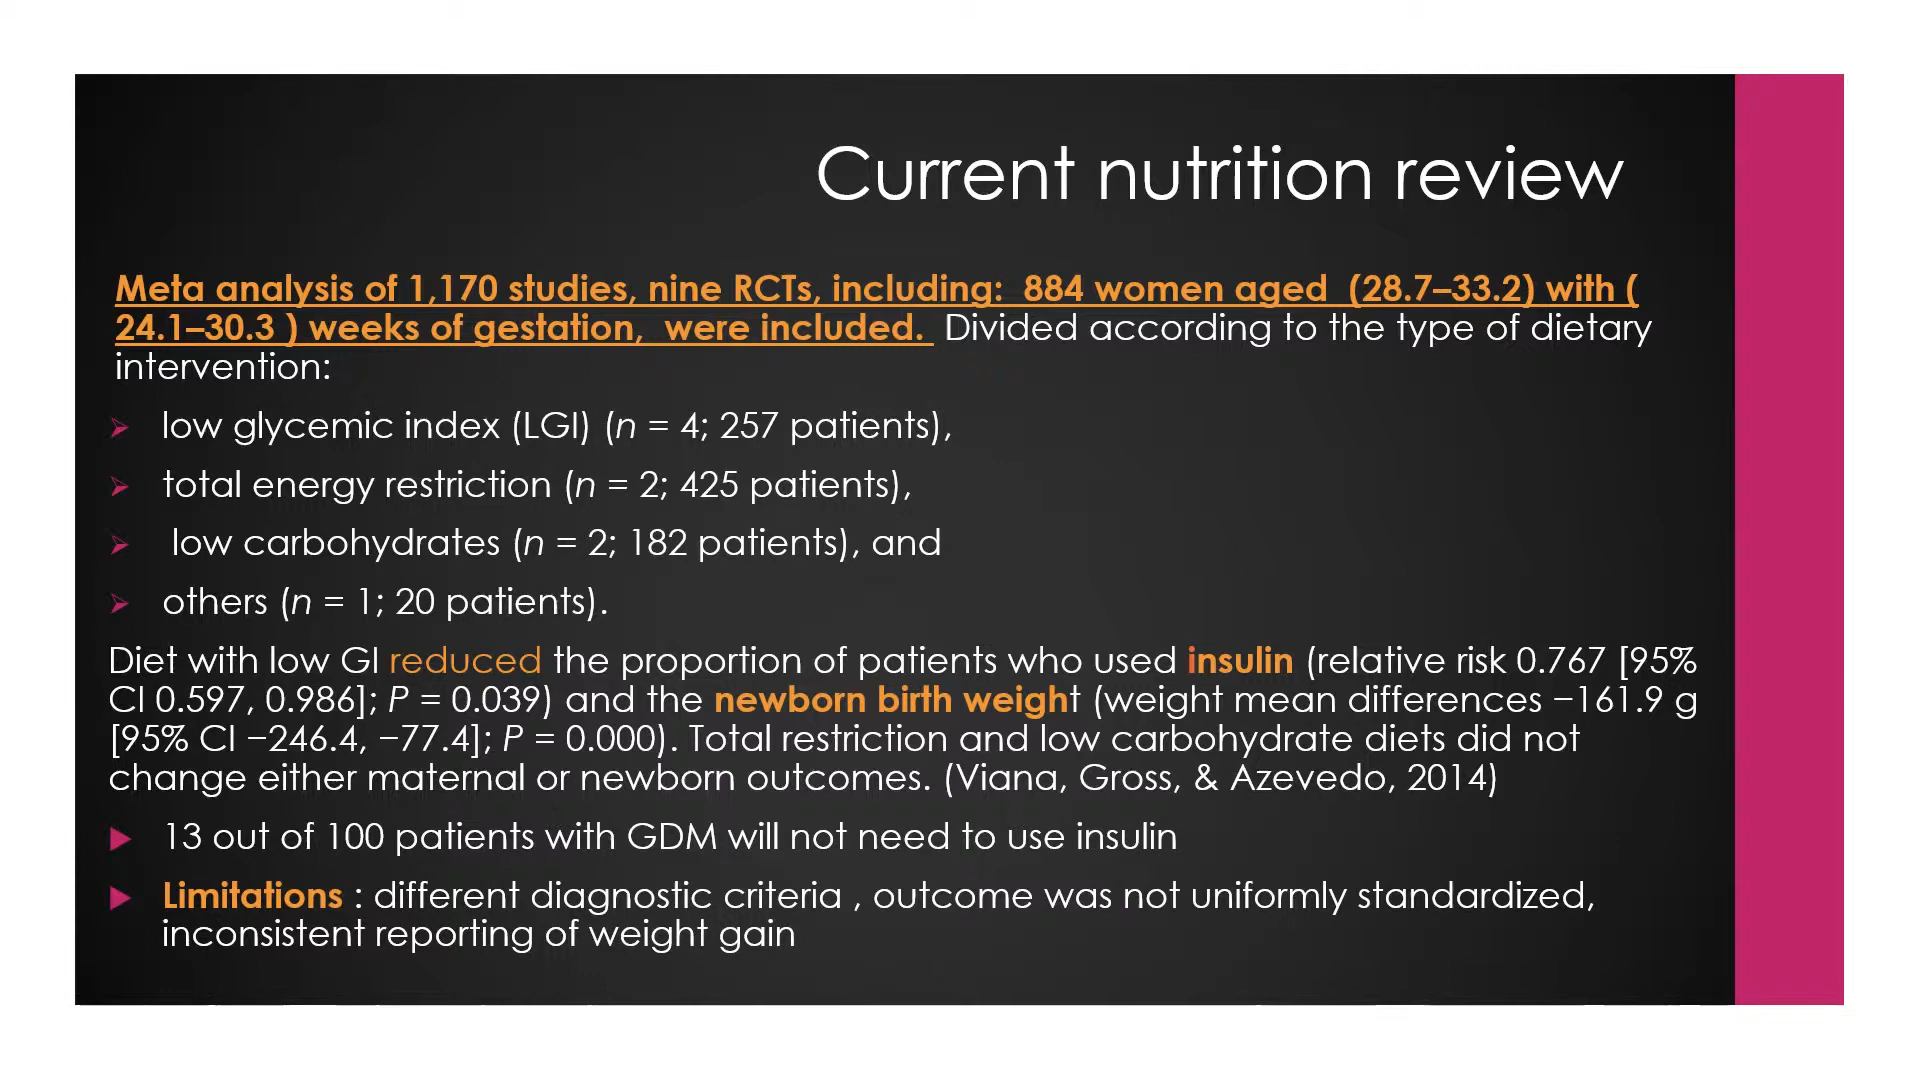 Current nutrition review
Meta analysis of 1,170 studies, nine RCTs, including:  884 women aged  (28.7–33.2) with (
24.1–30.3 ) weeks of gestation,  were included.  Divided according to the type of dietary
intervention:
low glycemic index (LGI) (n = 4; 257 patients),
total energy restriction (n = 2; 425 patients),
low carbohydrates (n = 2; 182 patients), and
others (n = 1; 20 patients).
Diet with low GI reduced the proportion of patients who used insulin (relative risk 0.767 [95%
CI 0.597, 0.986]; P = 0.039) and the newborn birth weight (weight mean differences −161.9 g
[95% CI −246.4, −77.4]; P = 0.000). Total restriction and low carbohydrate diets did not
change either maternal or newborn outcomes. (Viana, Gross, & Azevedo, 2014)
13 out of 100 patients with GDM will not need to use insulin
Limitations : different diagnostic criteria , outcome was not uniformly standardized,
inconsistent reporting of weight gain